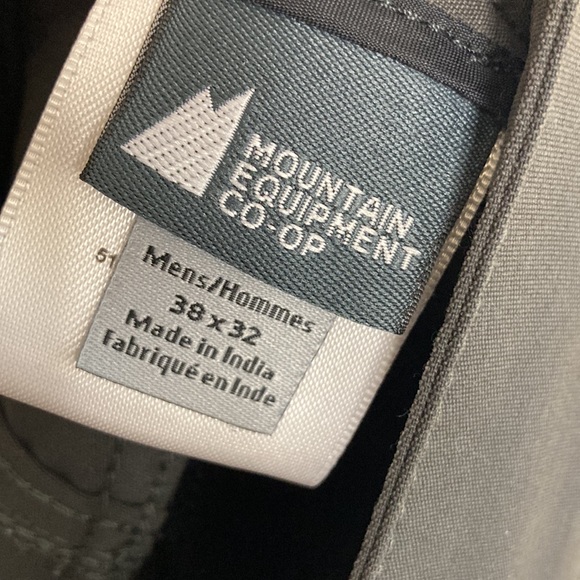 MOUNTAIN
EQUIPMENT
CO-OP
Mens/Hommes
38 x 32
Made in India
Fabriqué en Inde